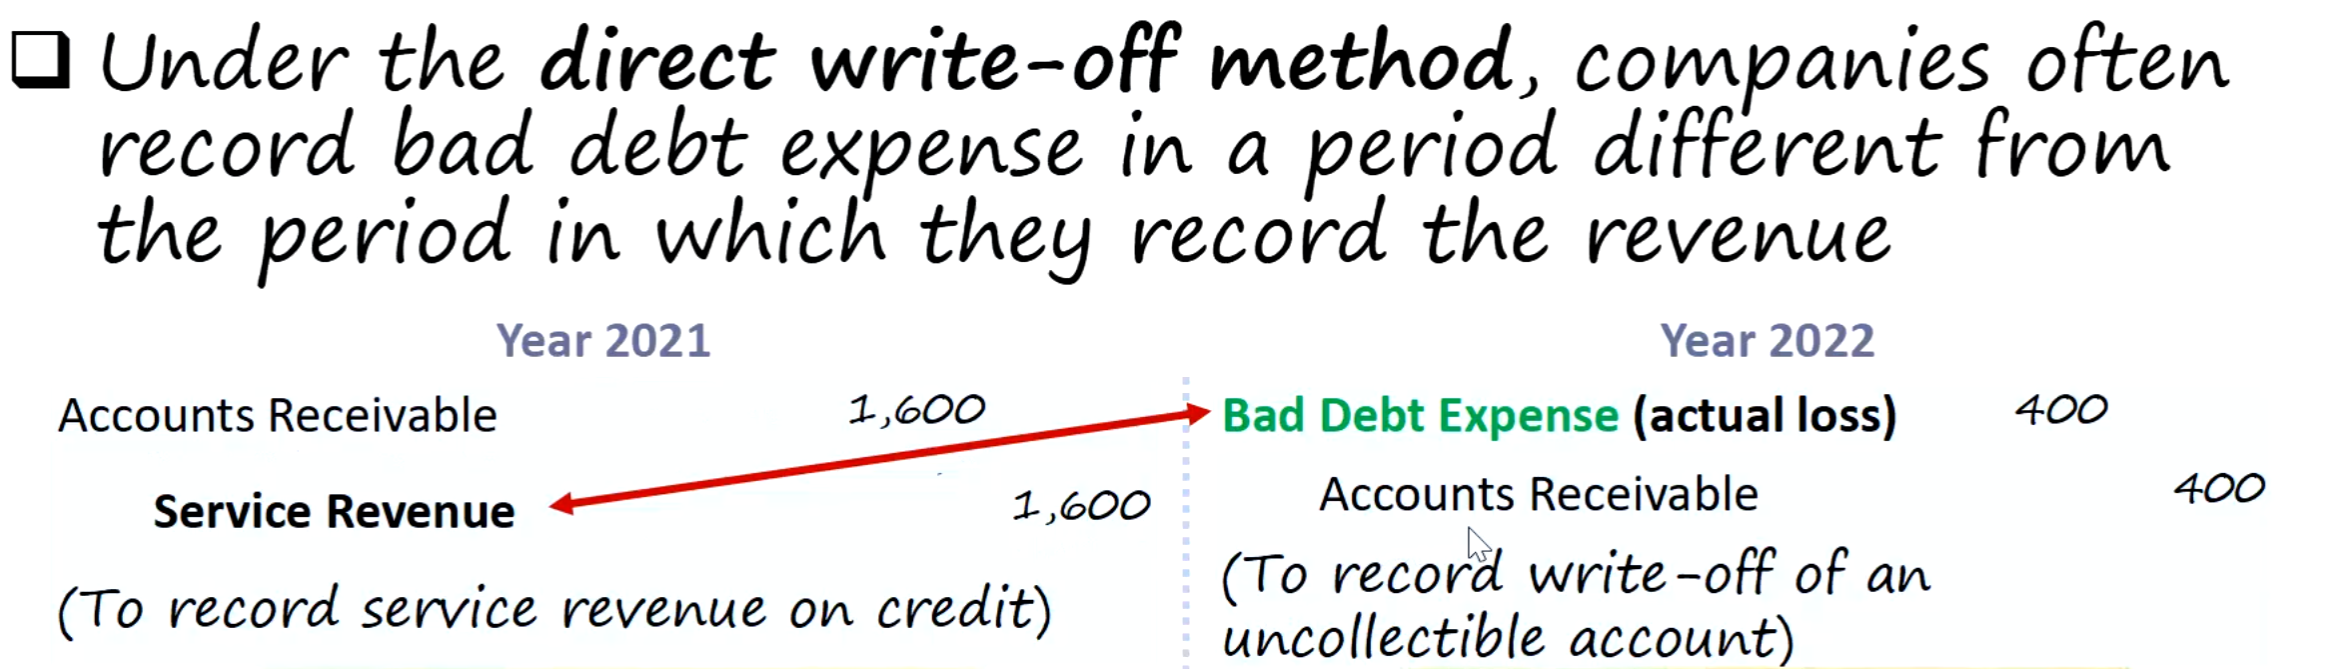 Under the direct write-off method, companies often
record bad debt expense in a period different from
the period in which they record the revenue
Year 2021
Accounts Receivable 1,600
Service Revenue 1,600
(To record service revenue on credit)
Year 2022
Bad Debt Expense (actual loss) 400
Accounts Receivable 400
(To record write-off of an
uncollectible account)